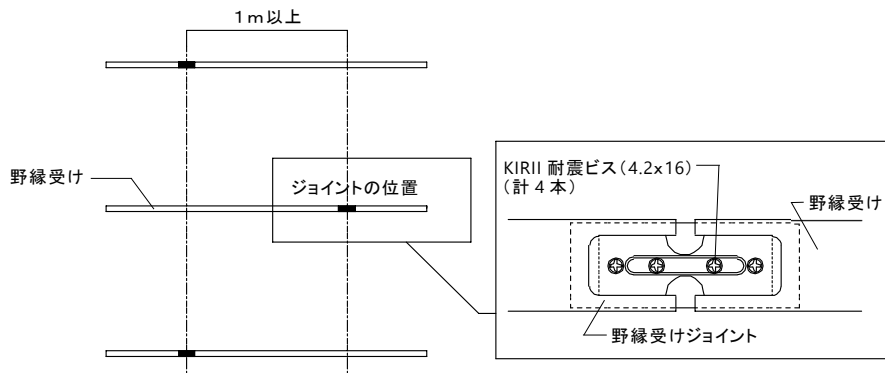 1m以上
野縁受け
ジョイントの位置
KIRII 耐震ビス(4.2x16)
(計4本)
野縁受け
野縁受けジョイント